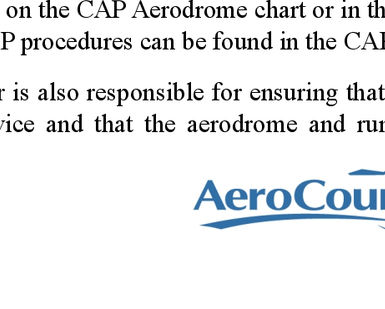 on the CAP Aerodrome chart or in th
P procedures can be found in the CAP
r is also responsible for ensuring that
vice and that the aerodrome and run
AeroCour